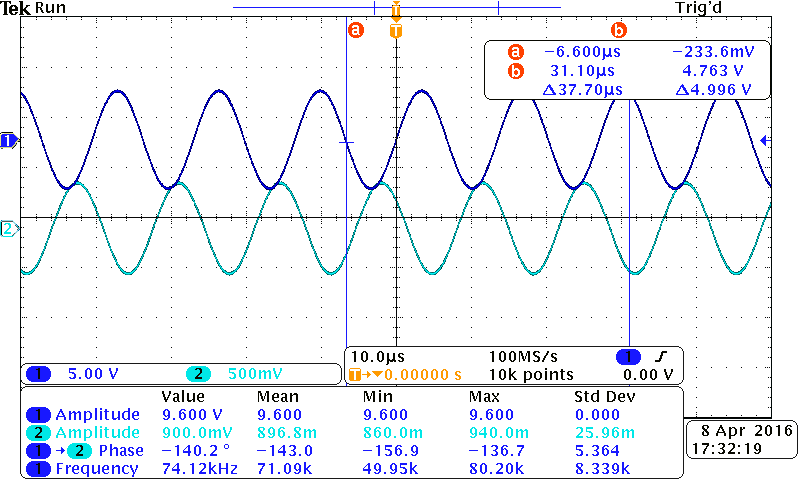 Tek Run T Trig'd
a T b
a −6.600µs −233.6mV
b 31.10µs 4.763 V
Δ37.70µs Δ4.996 V
1
2
1 5.00 V 2 500mV
10.0µs 100MS/s 1 ʃ
T→▼0.00000 s 10k points 0.00 V
Value Mean Min Max Std Dev
1 Amplitude 9.600 V 9.600 9.600 9.600 0.000
2 Amplitude 900.0mV 896.8m 860.0m 940.0m 25.96m
1 → 2 Phase −140.2 ° −143.0 −156.9 −136.7 5.364
1 Frequency 74.12kHz 71.09k 49.95k 80.20k 8.339k
8 Apr 2016
17:32:19